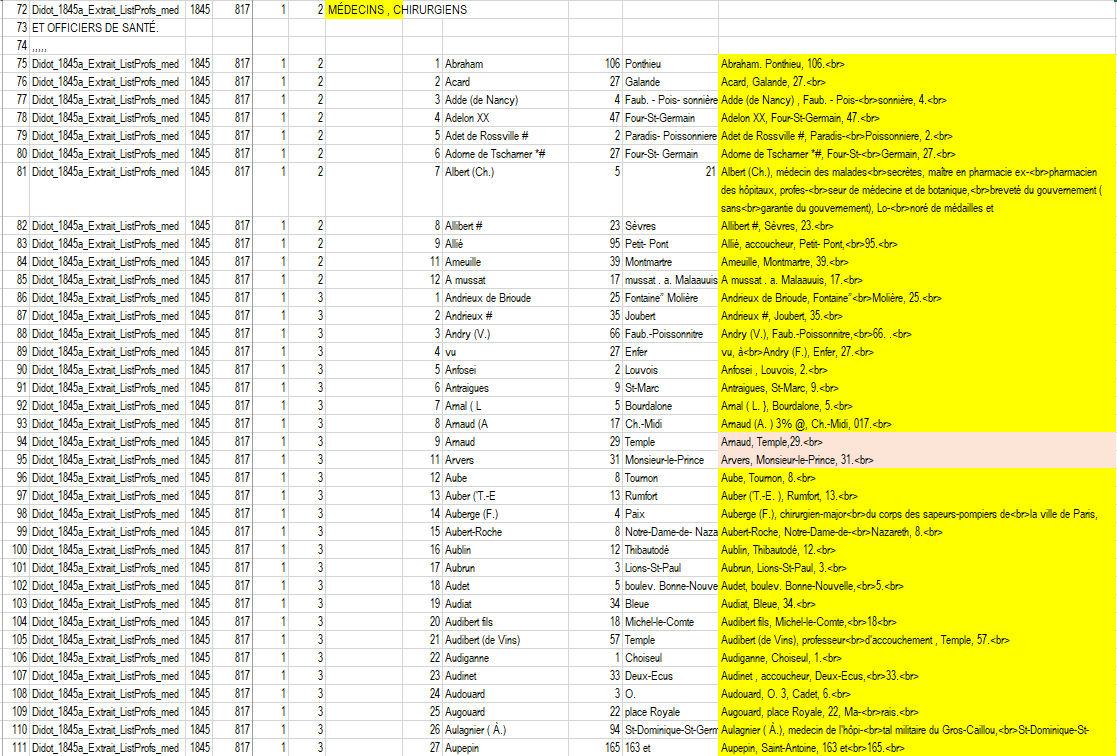 72 Didot_1845a_Extrait_ListProfs_med 1845 817 1 2 MÉDECINS , CHIRURGIENS
73 ET OFFICIERS DE SANTÉ.
74 ,,,,,
75 Didot_1845a_Extrait_ListProfs_med 1845 817 1 2 1 Abraham 106 Ponthieu Abraham. Ponthieu, 106.<br>
76 Didot_1845a_Extrait_ListProfs_med 1845 817 1 2 2 Acard 27 Galande Acard, Galande, 27.<br>
77 Didot_1845a_Extrait_ListProfs_med 1845 817 1 2 3 Adde (de Nancy) 4 Faub. - Pois- sonnière Adde (de Nancy) , Faub. - Pois-<br>sonnière, 4.<br>
78 Didot_1845a_Extrait_ListProfs_med 1845 817 1 2 4 Adelon XX 47 Four-St-Germain Adelon XX, Four-St-Germain, 47.<br>
79 Didot_1845a_Extrait_ListProfs_med 1845 817 1 2 5 Adet de Rossville # 2 Paradis- Poissonniere Adet de Rossville #, Paradis-<br>Poissonniere, 2.<br>
80 Didot_1845a_Extrait_ListProfs_med 1845 817 1 2 6 Adorne de Tscharner *# 27 Four-St- Germain Adorne de Tscharner *#, Four-St-<br>Germain, 27.<br>
81 Didot_1845a_Extrait_ListProfs_med 1845 817 1 2 7 Albert (Ch.) 5 21 Albert (Ch.), médecin des malades<br>secrètes, maître en pharmacie ex-<br>pharmacien
des hôpitaux, profes-<br>seur de médecine et de botanique,<br>breveté du gouvernement (
sans<br>garantie du gouvernement), Lo-<br>noré de médailles et
82 Didot_1845a_Extrait_ListProfs_med 1845 817 1 2 8 Allibert # 23 Sèvres Allibert #, Sèvres, 23.<br>
83 Didot_1845a_Extrait_ListProfs_med 1845 817 1 2 9 Allié 95 Petit- Pont Allié, accoucheur, Petit- Pont,<br>95.<br>
84 Didot_1845a_Extrait_ListProfs_med 1845 817 1 2 11 Ameuille 39 Montmartre Ameuille, Montmartre, 39.<br>
85 Didot_1845a_Extrait_ListProfs_med 1845 817 1 2 12 A mussat 17 mussat . a. Malaauuis A mussat . a. Malaauuis, 17.<br>
86 Didot_1845a_Extrait_ListProfs_med 1845 817 1 3 1 Andrieux de Brioude 25 Fontaine” Molière Andrieux de Brioude, Fontaine”<br>Molière, 25.<br>
87 Didot_1845a_Extrait_ListProfs_med 1845 817 1 3 2 Andrieux # 35 Joubert Andrieux #, Joubert, 35.<br>
88 Didot_1845a_Extrait_ListProfs_med 1845 817 1 3 3 Andry (V.) 66 Faub.-Poissonnitre Andry (V.), Faub.-Poissonnitre,<br>66. .<br>
89 Didot_1845a_Extrait_ListProfs_med 1845 817 1 3 4 vu 27 Enfer vu, à<br>Andry (F.), Enfer, 27.<br>
90 Didot_1845a_Extrait_ListProfs_med 1845 817 1 3 5 Anfosei 2 Louvois Anfosei , Louvois, 2.<br>
91 Didot_1845a_Extrait_ListProfs_med 1845 817 1 3 6 Antraigues 9 St-Marc Antraigues, St-Marc, 9.<br>
92 Didot_1845a_Extrait_ListProfs_med 1845 817 1 3 7 Arnal ( L 5 Bourdalone Arnal ( L. }, Bourdalone, 5.<br>
93 Didot_1845a_Extrait_ListProfs_med 1845 817 1 3 8 Arnaud (A 17 Ch.-Midi Arnaud (A. ) 3% @, Ch.-Midi, 017.<br>
94 Didot_1845a_Extrait_ListProfs_med 1845 817 1 3 9 Arnaud 29 Temple Arnaud, Temple,29.<br>
95 Didot_1845a_Extrait_ListProfs_med 1845 817 1 3 11 Arvers 31 Monsieur-le-Prince Arvers, Monsieur-le-Prince, 31.<br>
96 Didot_1845a_Extrait_ListProfs_med 1845 817 1 3 12 Aube 8 Tournon Aube, Tournon, 8.<br>
97 Didot_1845a_Extrait_ListProfs_med 1845 817 1 3 13 Auber ('T.-E 13 Rumfort Auber ('T.-E. ), Rumfort, 13.<br>
98 Didot_1845a_Extrait_ListProfs_med 1845 817 1 3 14 Auberge (F.) 4 Paix Auberge (F.), chirurgien-major<br>du corps des sapeurs-pompiers de<br>la ville de Paris,
99 Didot_1845a_Extrait_ListProfs_med 1845 817 1 3 15 Aubert-Roche 8 Notre-Dame-de- Naza Aubert-Roche, Notre-Dame-de-<br>Nazareth, 8.<br>
100 Didot_1845a_Extrait_ListProfs_med 1845 817 1 3 16 Aublin 12 Thibautodé Aublin, Thibautodé, 12.<br>
101 Didot_1845a_Extrait_ListProfs_med 1845 817 1 3 17 Aubrun 3 Lions-St-Paul Aubrun, Lions-St-Paul, 3.<br>
102 Didot_1845a_Extrait_ListProfs_med 1845 817 1 3 18 Audet 5 boulev. Bonne-Nouve Audet, boulev. Bonne-Nouvelle,<br>5.<br>
103 Didot_1845a_Extrait_ListProfs_med 1845 817 1 3 19 Audiat 34 Bleue Audiat, Bleue, 34.<br>
104 Didot_1845a_Extrait_ListProfs_med 1845 817 1 3 20 Audibert fils 18 Michel-le-Comte Audibert fils, Michel-le-Comte,<br>18<br>
105 Didot_1845a_Extrait_ListProfs_med 1845 817 1 3 21 Audibert (de Vins) 57 Temple Audibert (de Vins), professeur<br>d'accouchement , Temple, 57.<br>
106 Didot_1845a_Extrait_ListProfs_med 1845 817 1 3 22 Audiganne 1 Choiseul Audiganne, Choiseul, 1.<br>
107 Didot_1845a_Extrait_ListProfs_med 1845 817 1 3 23 Audinet 33 Deux-Ecus Audinet , accoucheur, Deux-Ecus,<br>33.<br>
108 Didot_1845a_Extrait_ListProfs_med 1845 817 1 3 24 Audouard 3 O. Audouard, O. 3, Cadet, 6.<br>
109 Didot_1845a_Extrait_ListProfs_med 1845 817 1 3 25 Augouard 22 place Royale Augouard, place Royale, 22, Ma-<br>rais.<br>
110 Didot_1845a_Extrait_ListProfs_med 1845 817 1 3 26 Aulagnier ( À.) 94 St-Dominique-St-Germ Aulagnier ( À.), medecin de l'hôpi-<br>tal militaire du Gros-Caillou,<br>St-Dominique-St-
111 Didot_1845a_Extrait_ListProfs_med 1845 817 1 3 27 Aupepin 165 163 et Aupepin, Saint-Antoine, 163 et<br>165.<br>